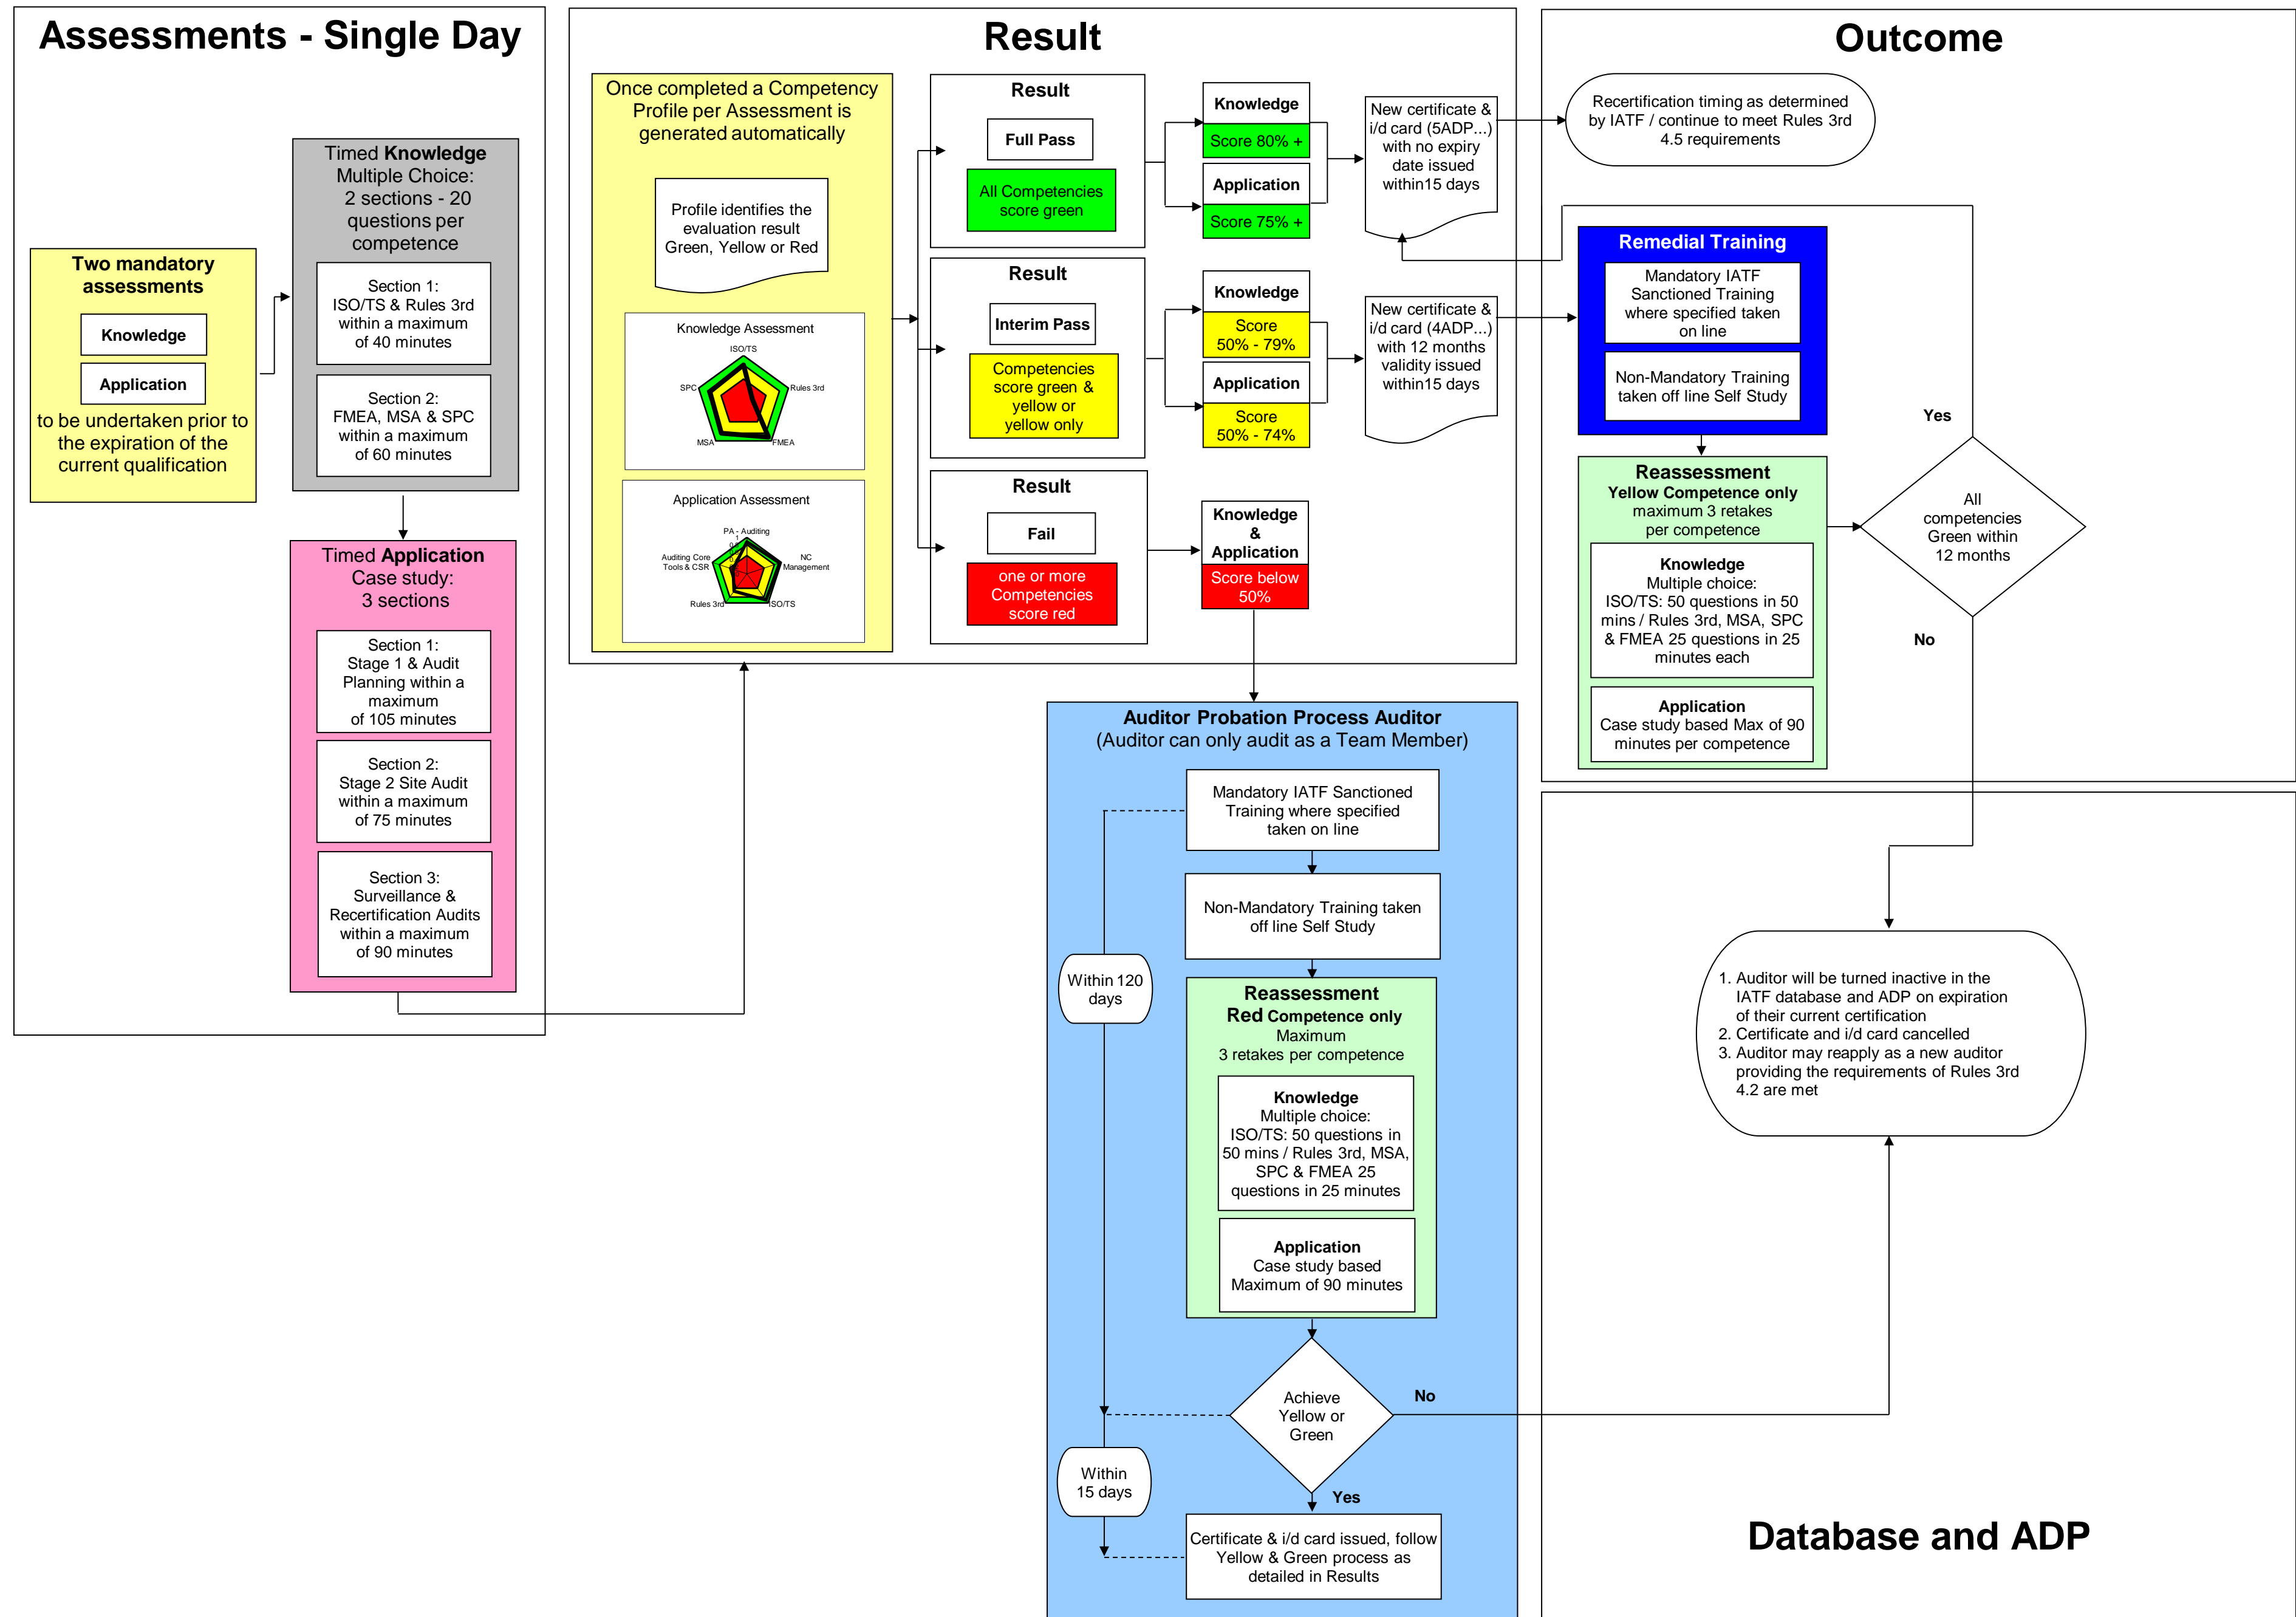 Assessments - Single Day
Two mandatory
assessments
Knowledge
Application
to be undertaken prior to
the expiration of the
current qualification
Timed Knowledge
Multiple Choice:
2 sections - 20
questions per
competence
Section 1:
ISO/TS & Rules 3rd
within a maximum
of 40 minutes
Section 2:
FMEA, MSA & SPC
within a maximum
of 60 minutes
Timed Application
Case study:
3 sections
Section 1:
Stage 1 & Audit
Planning within a
maximum
of 105 minutes
Section 2:
Stage 2 Site Audit
within a maximum
of 75 minutes
Section 3:
Surveillance &
Recertification Audits
within a maximum
of 90 minutes
Result
Once completed a Competency
Profile per Assessment is
generated automatically
Profile identifies the
evaluation result
Green, Yellow or Red
Knowledge Assessment
ISO/TS
SPC
Rules 3rd
MSA
FMEA
Application Assessment
PA - Auditing
1
Auditing Core
Tools & CSR
NC
Management
Rules 3rd
ISO/TS
Result
Full Pass
All Competencies
score green
Knowledge
Score 80% +
Application
Score 75% +
New certificate &
i/d card (5ADP...)
with no expiry
date issued
within15 days
Result
Interim Pass
Competencies
score green &
yellow or
yellow only
Knowledge
Score
50% - 79%
Application
Score
50% - 74%
New certificate &
i/d card (4ADP...)
with 12 months
validity issued
within15 days
Result
Fail
one or more
Competencies
score red
Knowledge
&
Application
Score below
50%
Auditor Probation Process Auditor
(Auditor can only audit as a Team Member)
Mandatory IATF Sanctioned
Training where specified
taken on line
Non-Mandatory Training taken
off line Self Study
Within 120
days
Reassessment
Red Competence only
Maximum
3 retakes per competence
Knowledge
Multiple choice:
ISO/TS: 50 questions in
50 mins / Rules 3rd, MSA,
SPC & FMEA 25
questions in 25 minutes
Application
Case study based
Maximum of 90 minutes
Achieve
Yellow or
Green
No
Within
15 days
Yes
Certificate & i/d card issued, follow
Yellow & Green process as
detailed in Results
Outcome
Recertification timing as determined
by IATF / continue to meet Rules 3rd
4.5 requirements
Remedial Training
Mandatory IATF
Sanctioned Training
where specified taken
on line
Non-Mandatory Training
taken off line Self Study
Reassessment
Yellow Competence only
maximum 3 retakes
per competence
Knowledge
Multiple choice:
ISO/TS: 50 questions in 50
mins / Rules 3rd, MSA, SPC
& FMEA 25 questions in 25
minutes each
Application
Case study based Max of 90
minutes per competence
Yes
All
competencies
Green within
12 months
No
1. Auditor will be turned inactive in the
IATF database and ADP on expiration
of their current certification
2. Certificate and i/d card cancelled
3. Auditor may reapply as a new auditor
providing the requirements of Rules 3rd
4.2 are met
Database and ADP